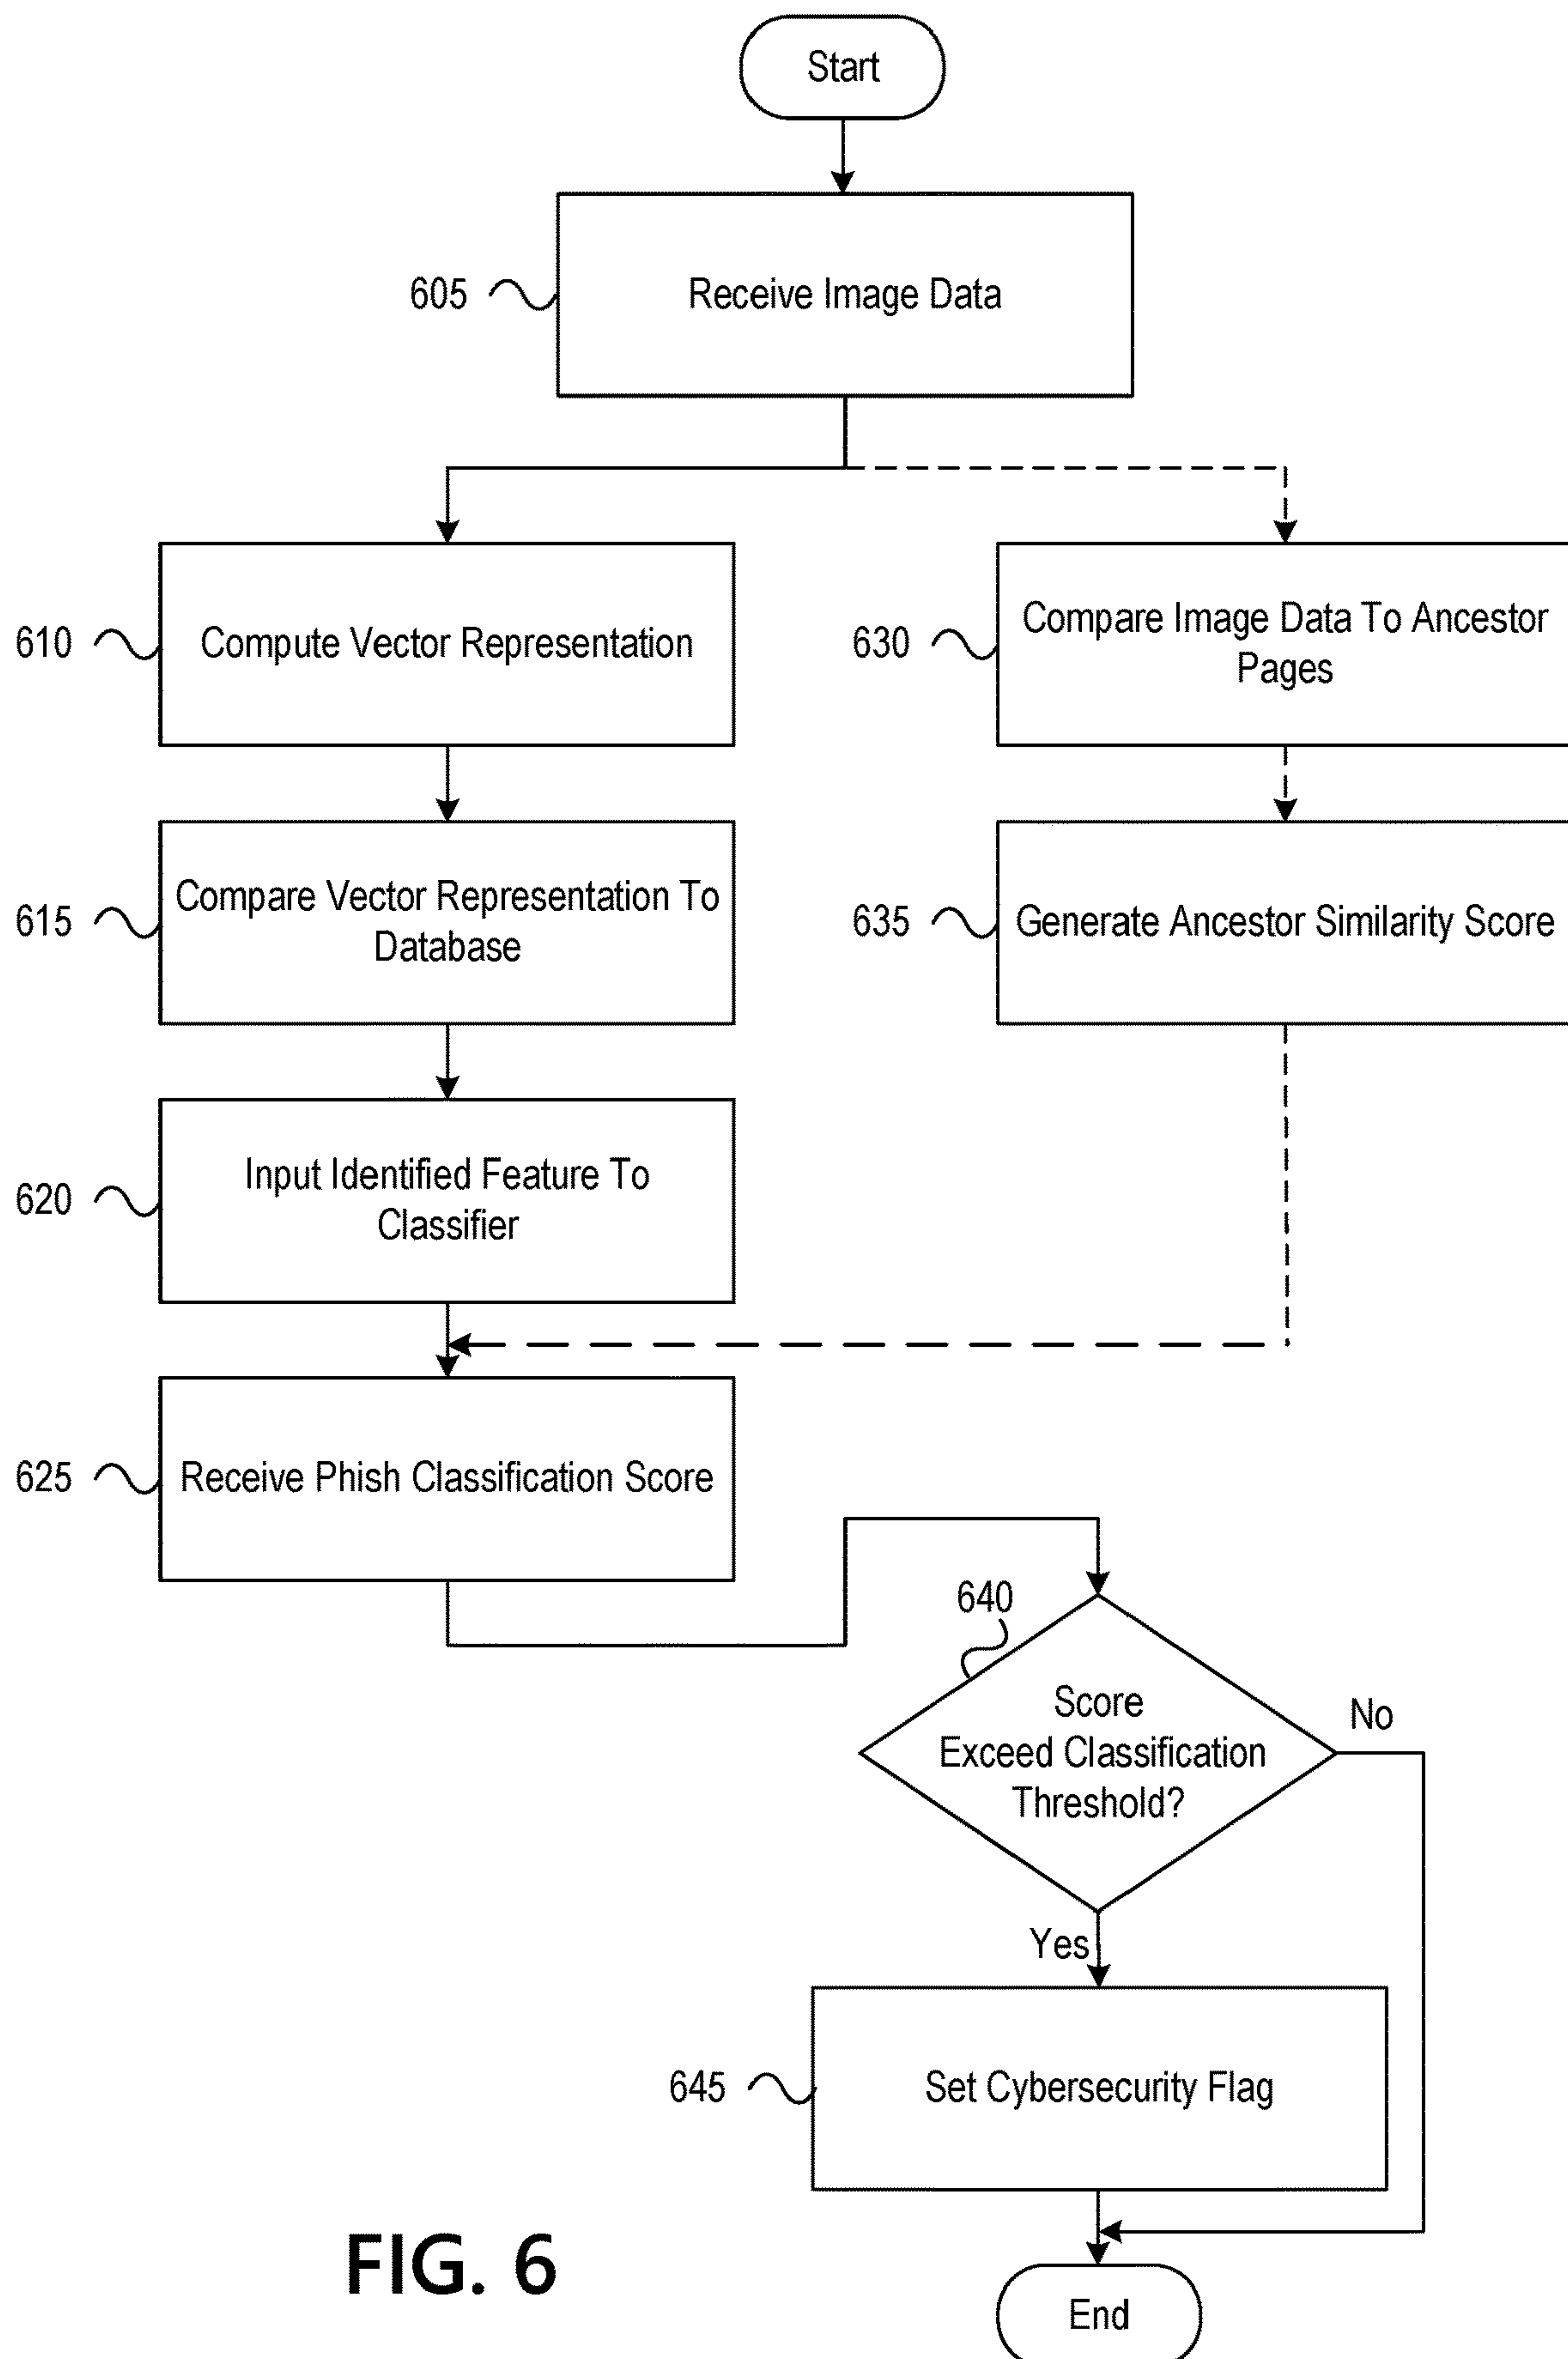 Start
605
Receive Image Data
610
Compute Vector Representation
630
Compare Image Data To Ancestor
Pages
615
Compare Vector Representation To
Database
635
Generate Ancestor Similarity Score
620
Input Identified Feature To
Classifier
625
Receive Phish Classification Score
640
Score
Exceed Classification
Threshold?
No
Yes
645
Set Cybersecurity Flag
FIG. 6
End